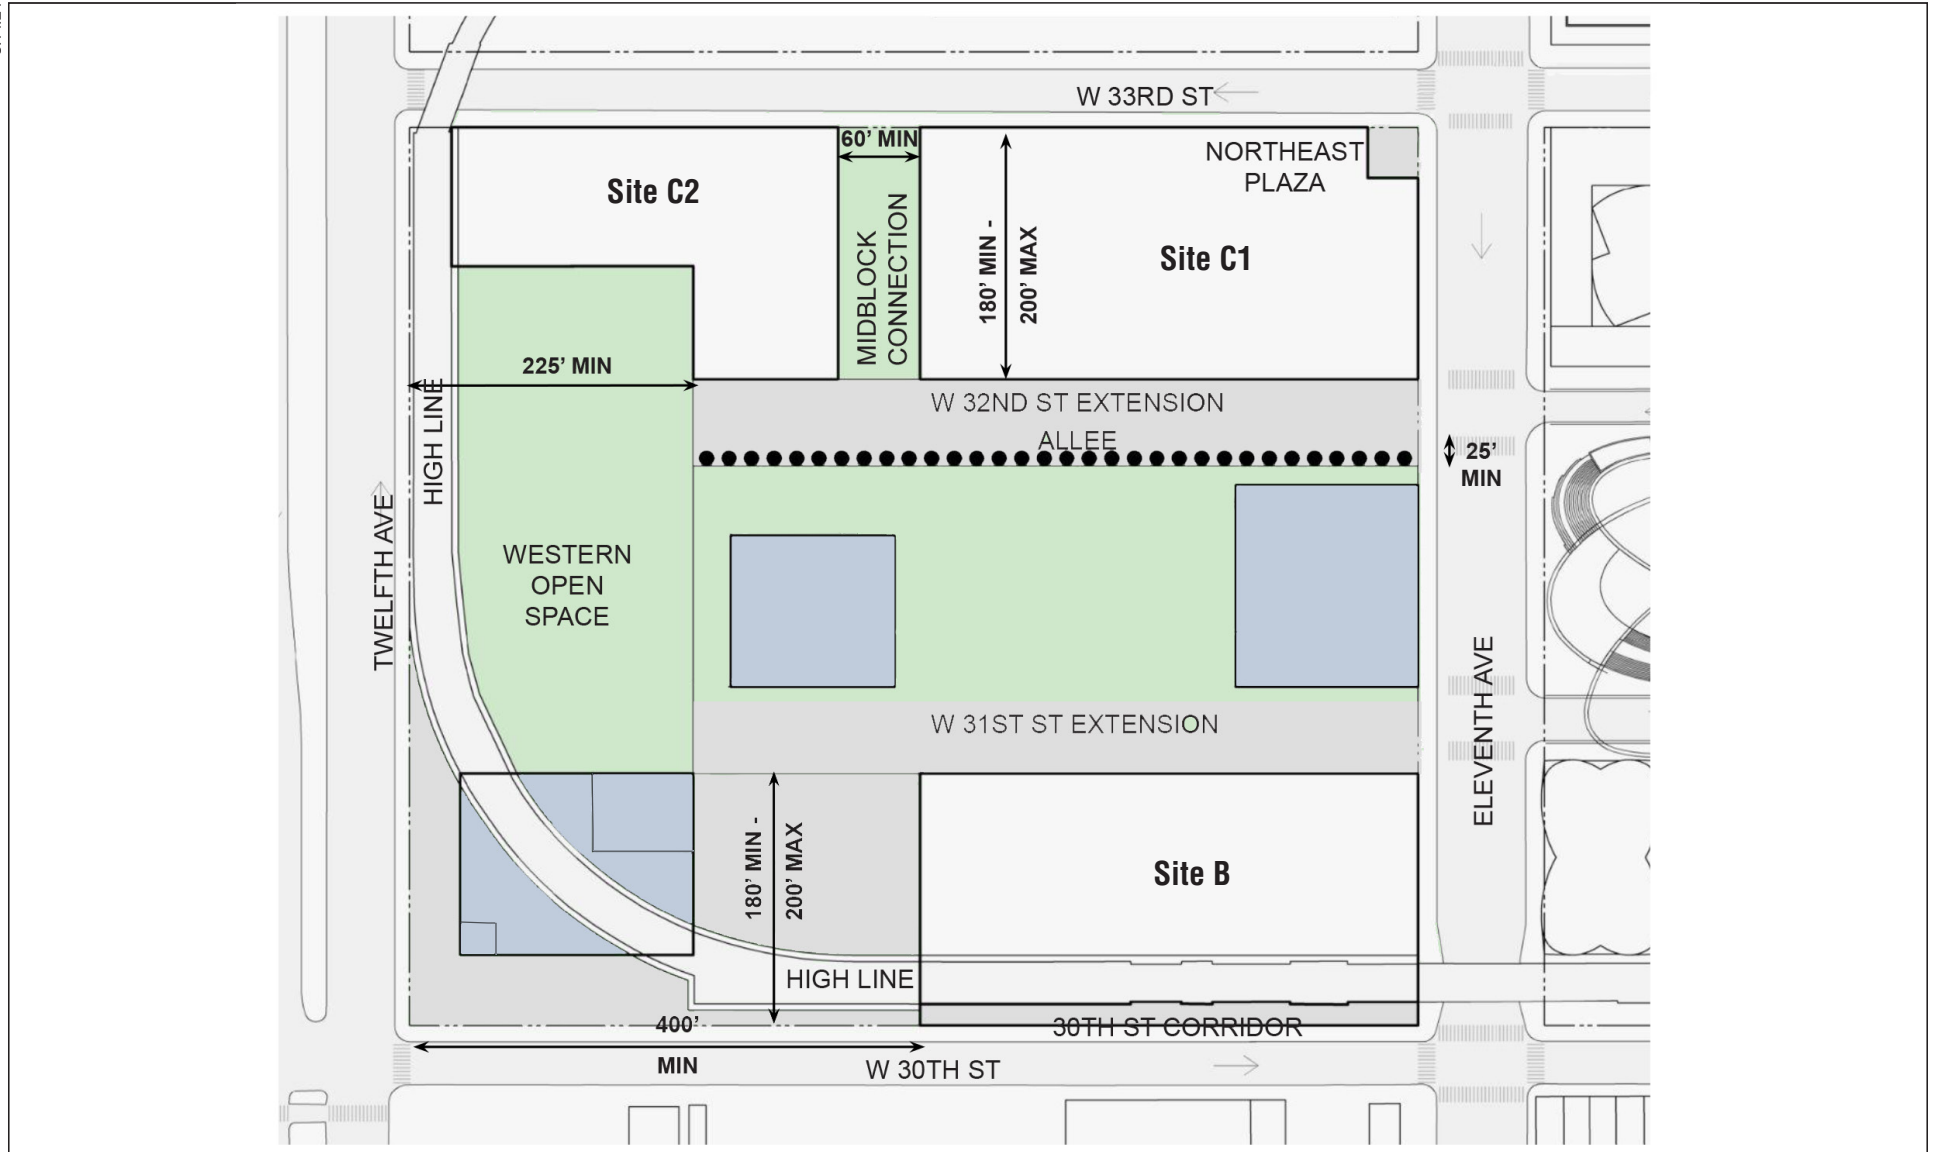 W 33RD ST
60' MIN
NORTHEAST
PLAZA
Site C2
MIDBLOCK
CONNECTION
180' MIN -
200' MAX
Site C1
225' MIN
HIGH LINE
W 32ND ST EXTENSION
ALLEE
25'
MIN
TWELFTH AVE
WESTERN
OPEN
SPACE
W 31ST ST EXTENSION
ELEVENTH AVE
180' MIN -
200' MAX
Site B
HIGH LINE
400'
MIN
30TH ST CORRIDOR
W 30TH ST